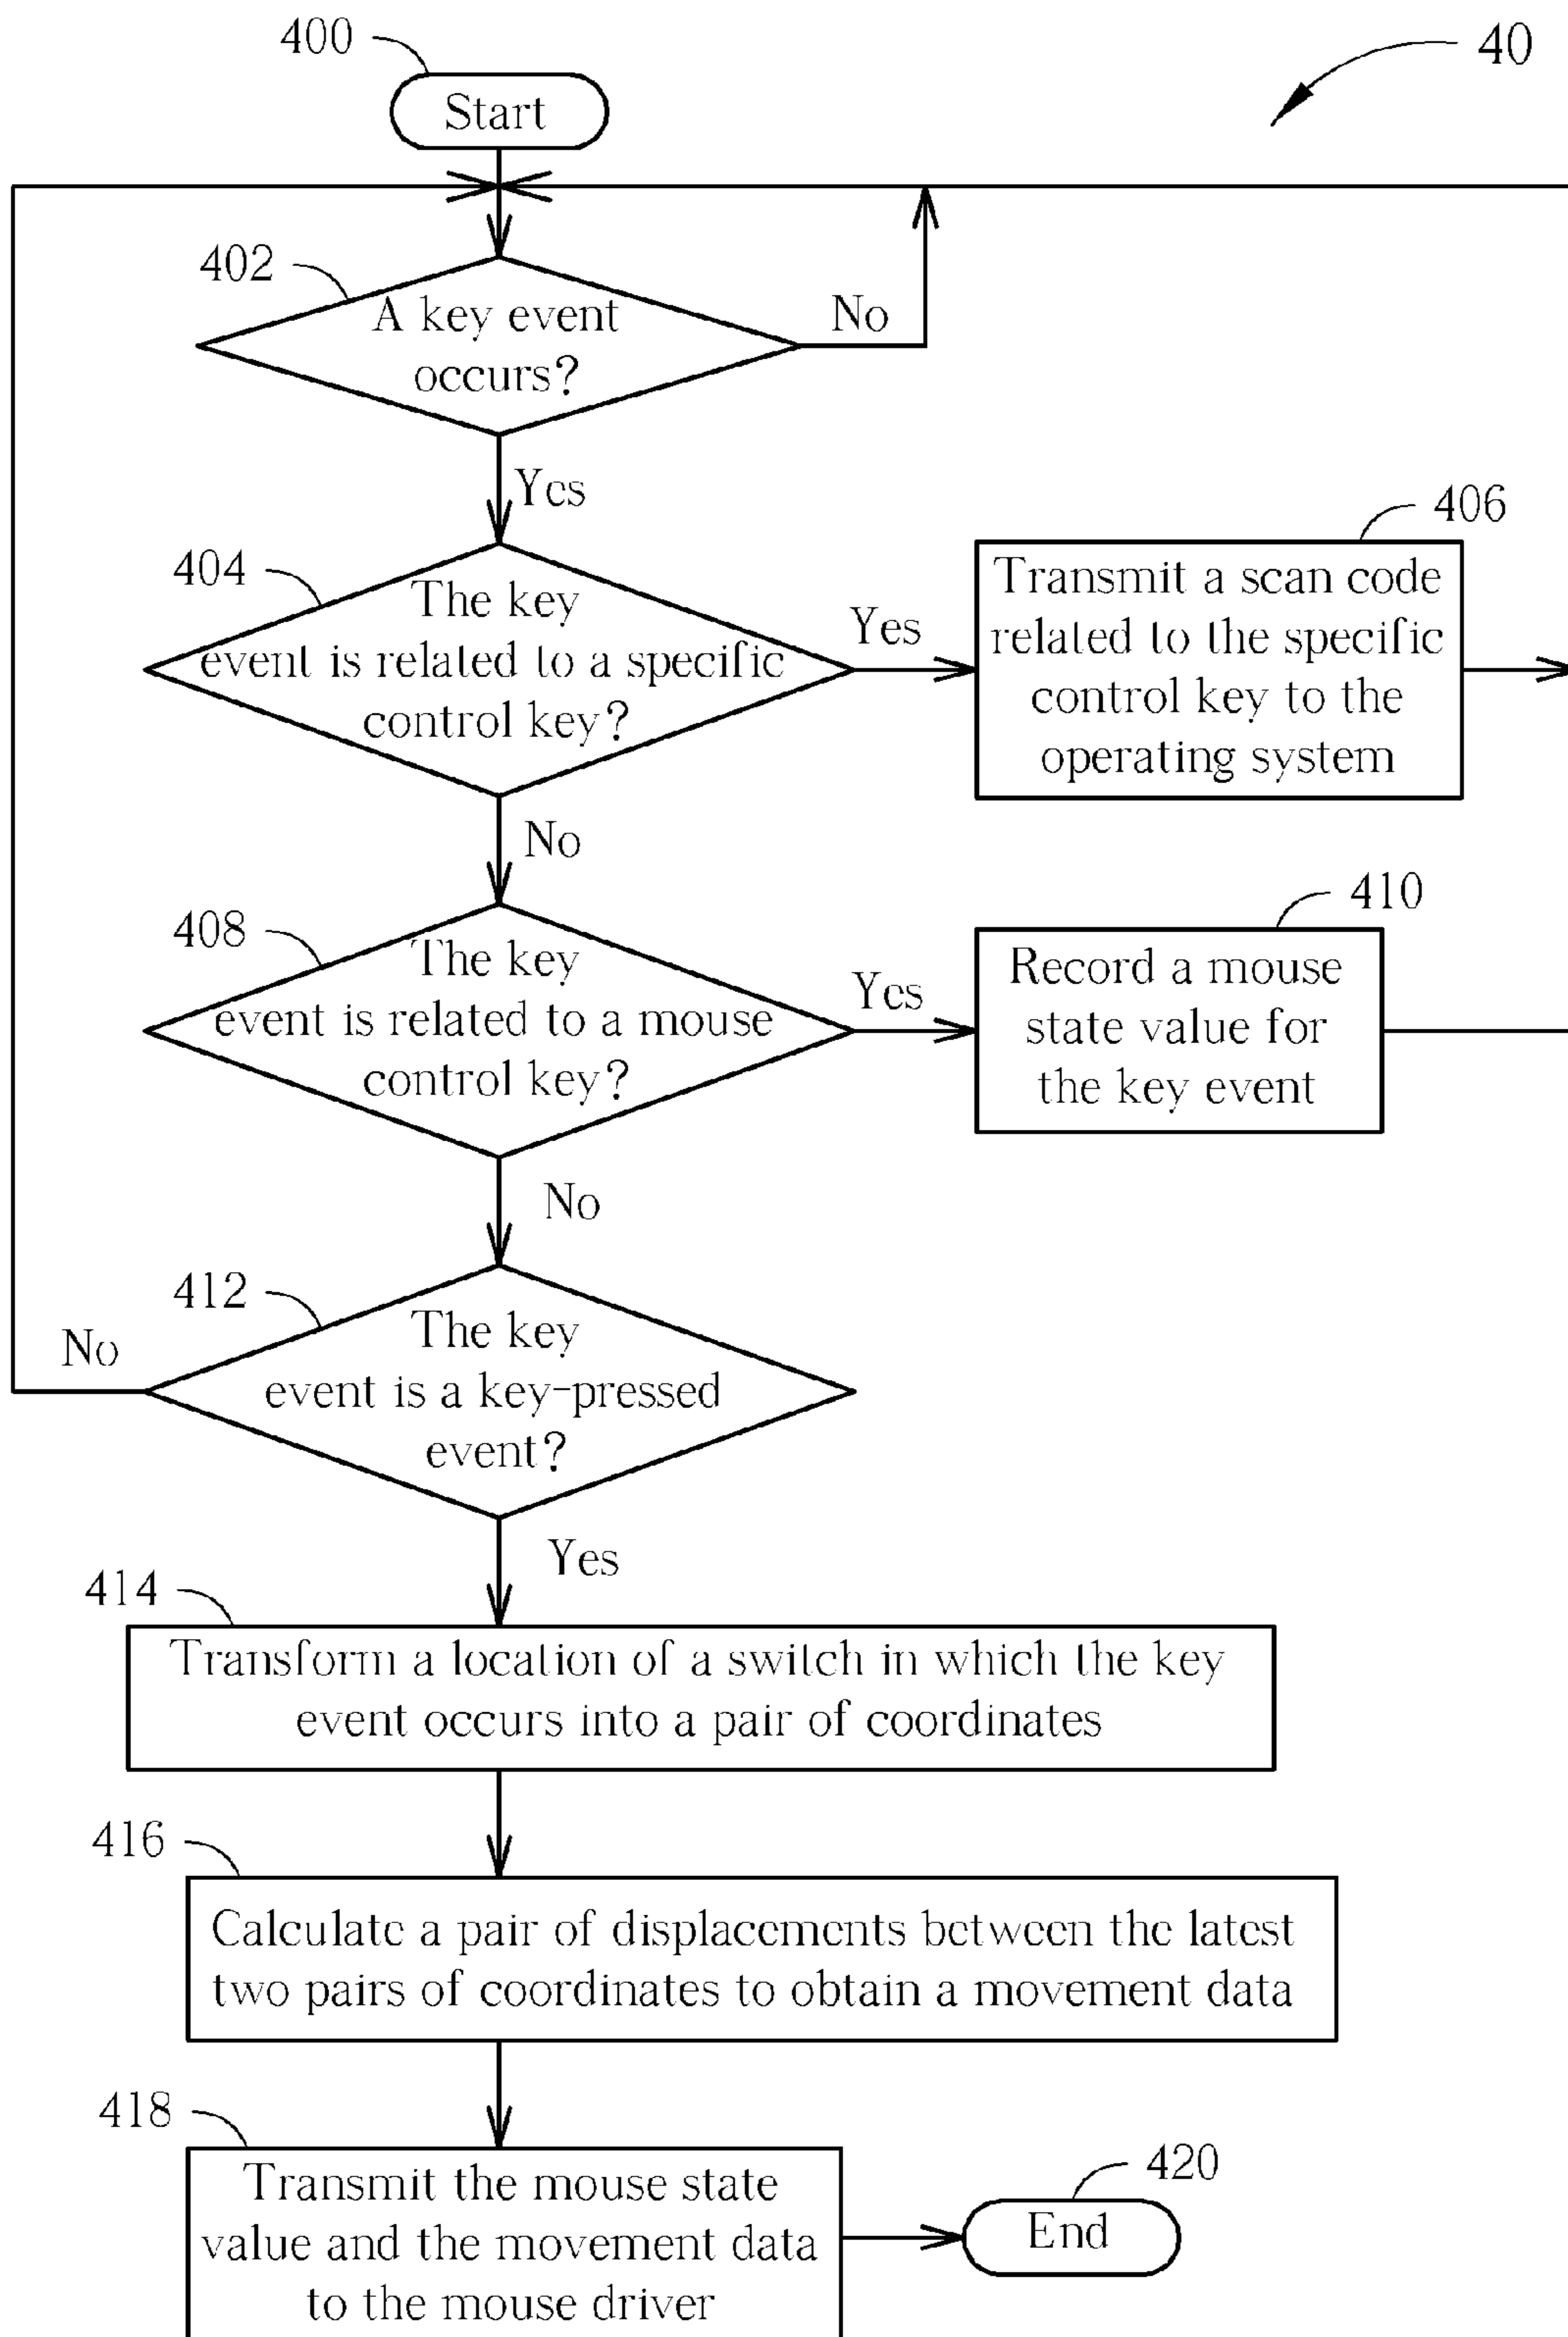 400
Start
40
402
A key event
occurs?
No
Yes
404
The key
event is related to a specific
control key?
Yes
406
Transmit a scan code
related to the specific
control key to the
operating system
No
408
The key
event is related to a mouse
control key?
Yes
410
Record a mouse
state value for
the key event
No
412
The key
event is a key-pressed
event?
No
Yes
414
Transform a location of a switch in which the key
event occurs into a pair of coordinates
416
Calculate a pair of displacements between the latest
two pairs of coordinates to obtain a movement data
418
Transmit the mouse state
value and the movement data
to the mouse driver
420
End